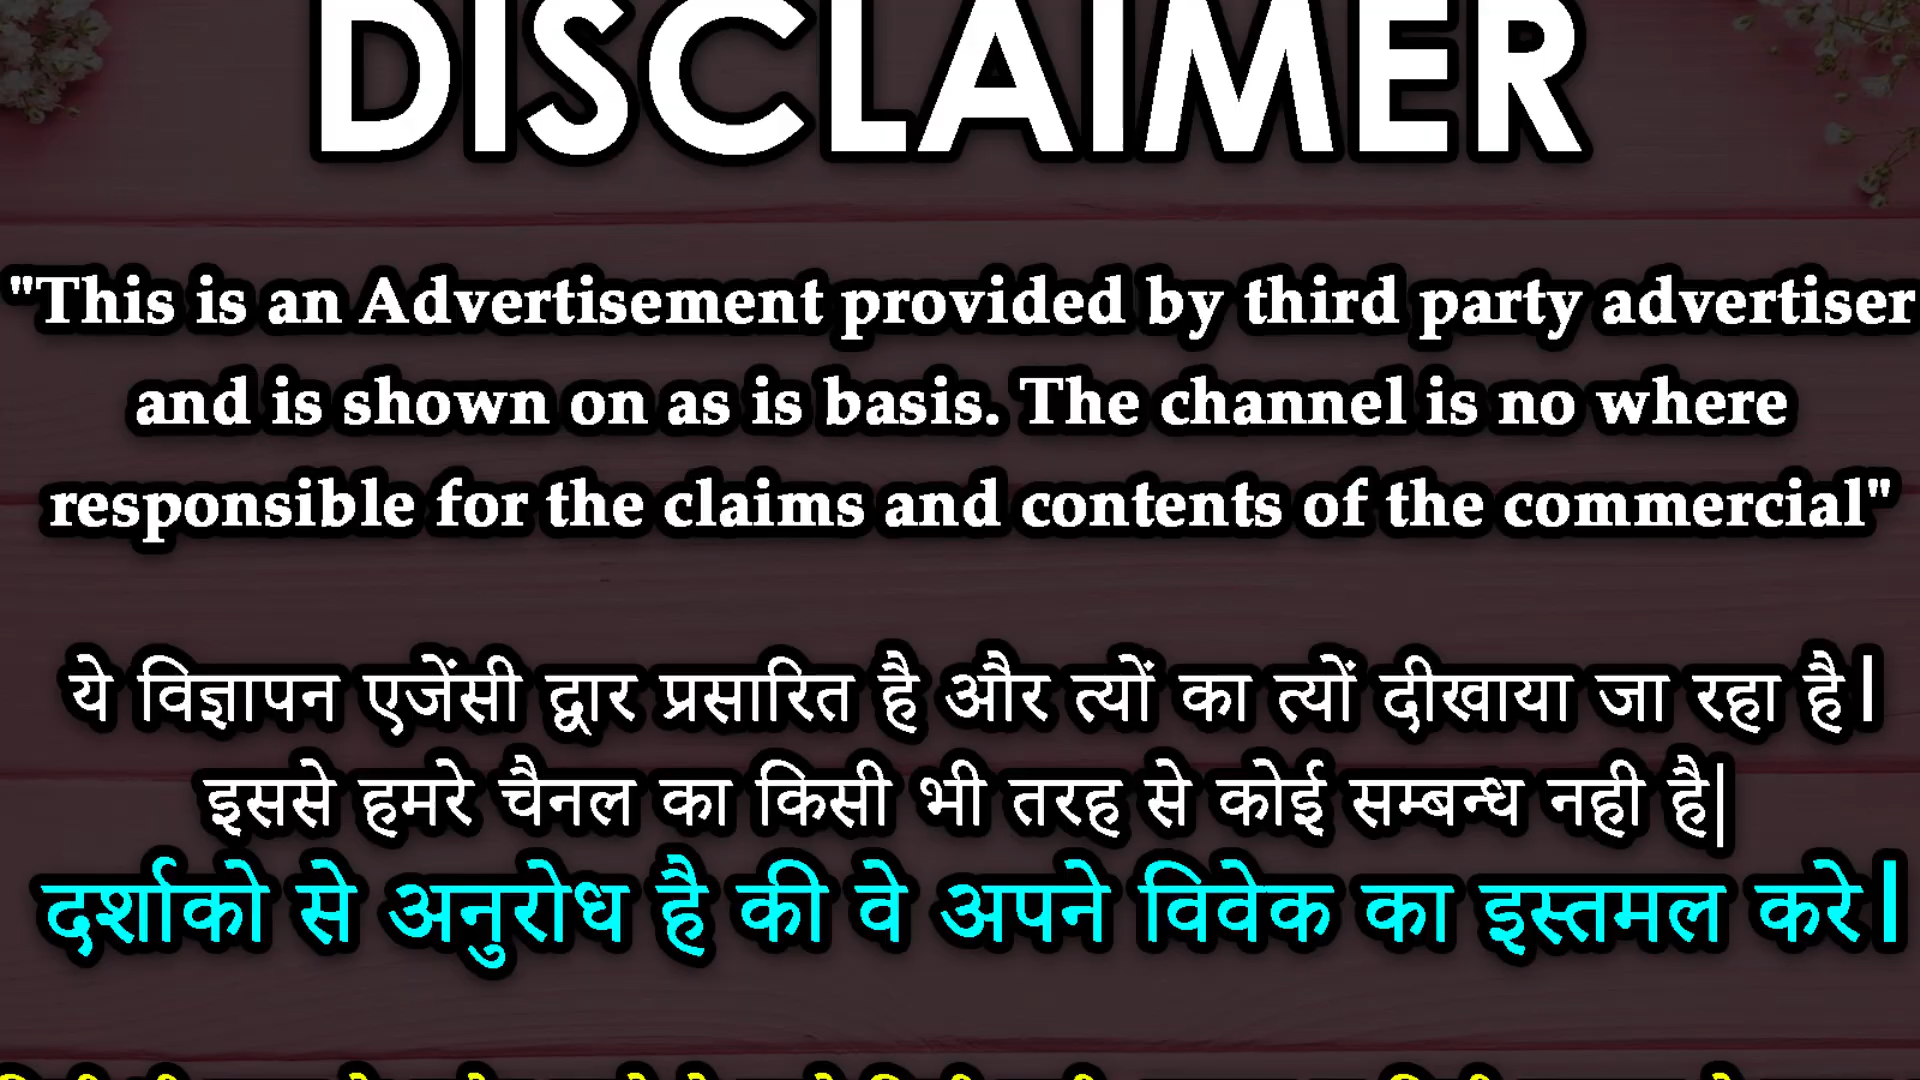 DISCLAIMER
"This is an Advertisement provided by third party advertiser
and is shown on as is basis. The channel is no where
responsible for the claims and contents of the commercial"
ये विज्ञापन एजेंसी द्वार प्रसारित है और त्यों का त्यों दीखाया जा रहा है।
इससे हमरे चैनल का किसी भी तरह से कोई सम्बन्ध नही है|
दर्शाको से अनुरोध है की वे अपने विवेक का इस्तमल करे।